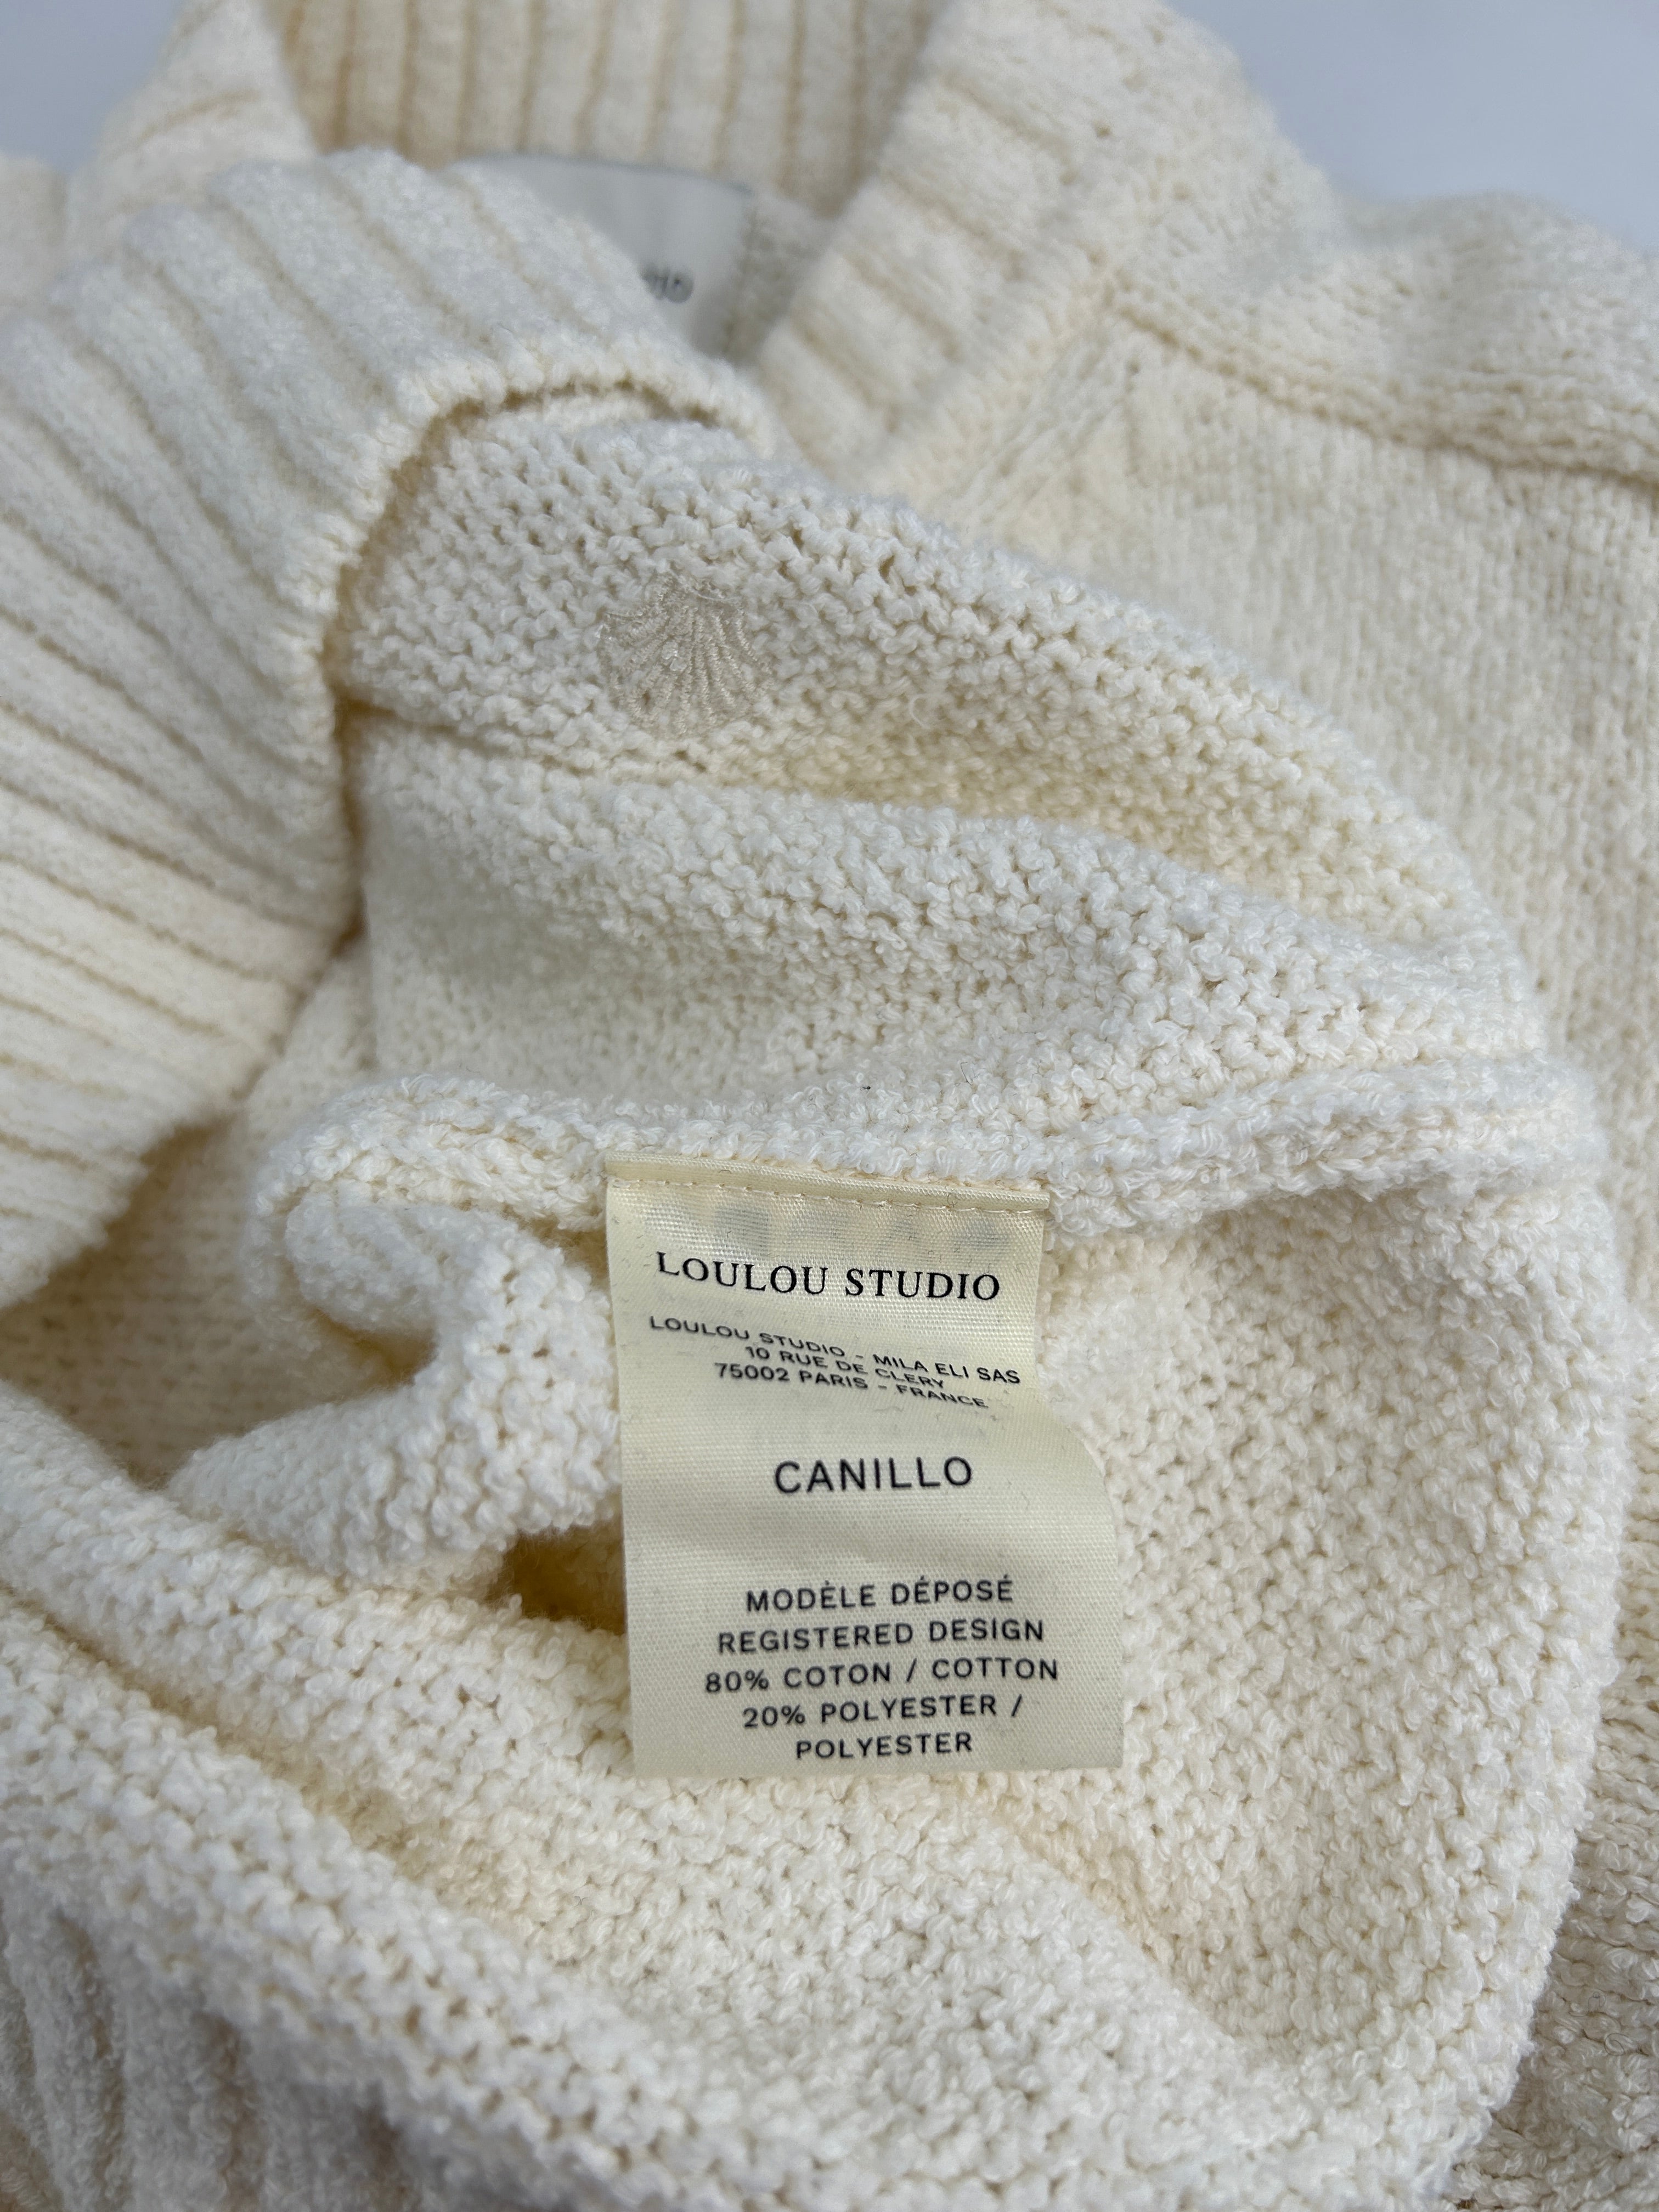 LOULOU STUDIO
LOULOU STUDIO - MILA ELI SAS
10 RUE DE CLERY
75002 PARIS - FRANCE
CANILLO
MODÈLE DÉPOSÉ
REGISTERED DESIGN
80% COTON / COTTON
20% POLYESTER /
POLYESTER